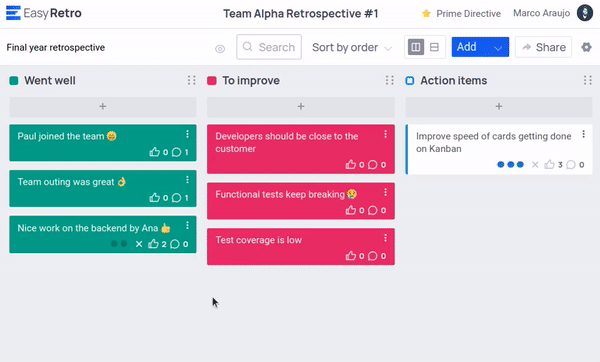 EasyRetro
Team Alpha Retrospective #1
Prime Directive
Marco Araujo
Final year retrospective
Search
Sort by order
Add
Share
Went well
+
Paul joined the team 😀
0 1
Team outing was great 👌
0 1
Nice work on the backend by Ana 👍
× 2 0
To improve
+
Developers should be close to the
customer
0 0
Functional tests keep breaking 😢
0 0
Test coverage is low
0 0
Action items
+
Improve speed of cards getting done
on Kanban
× 3 0